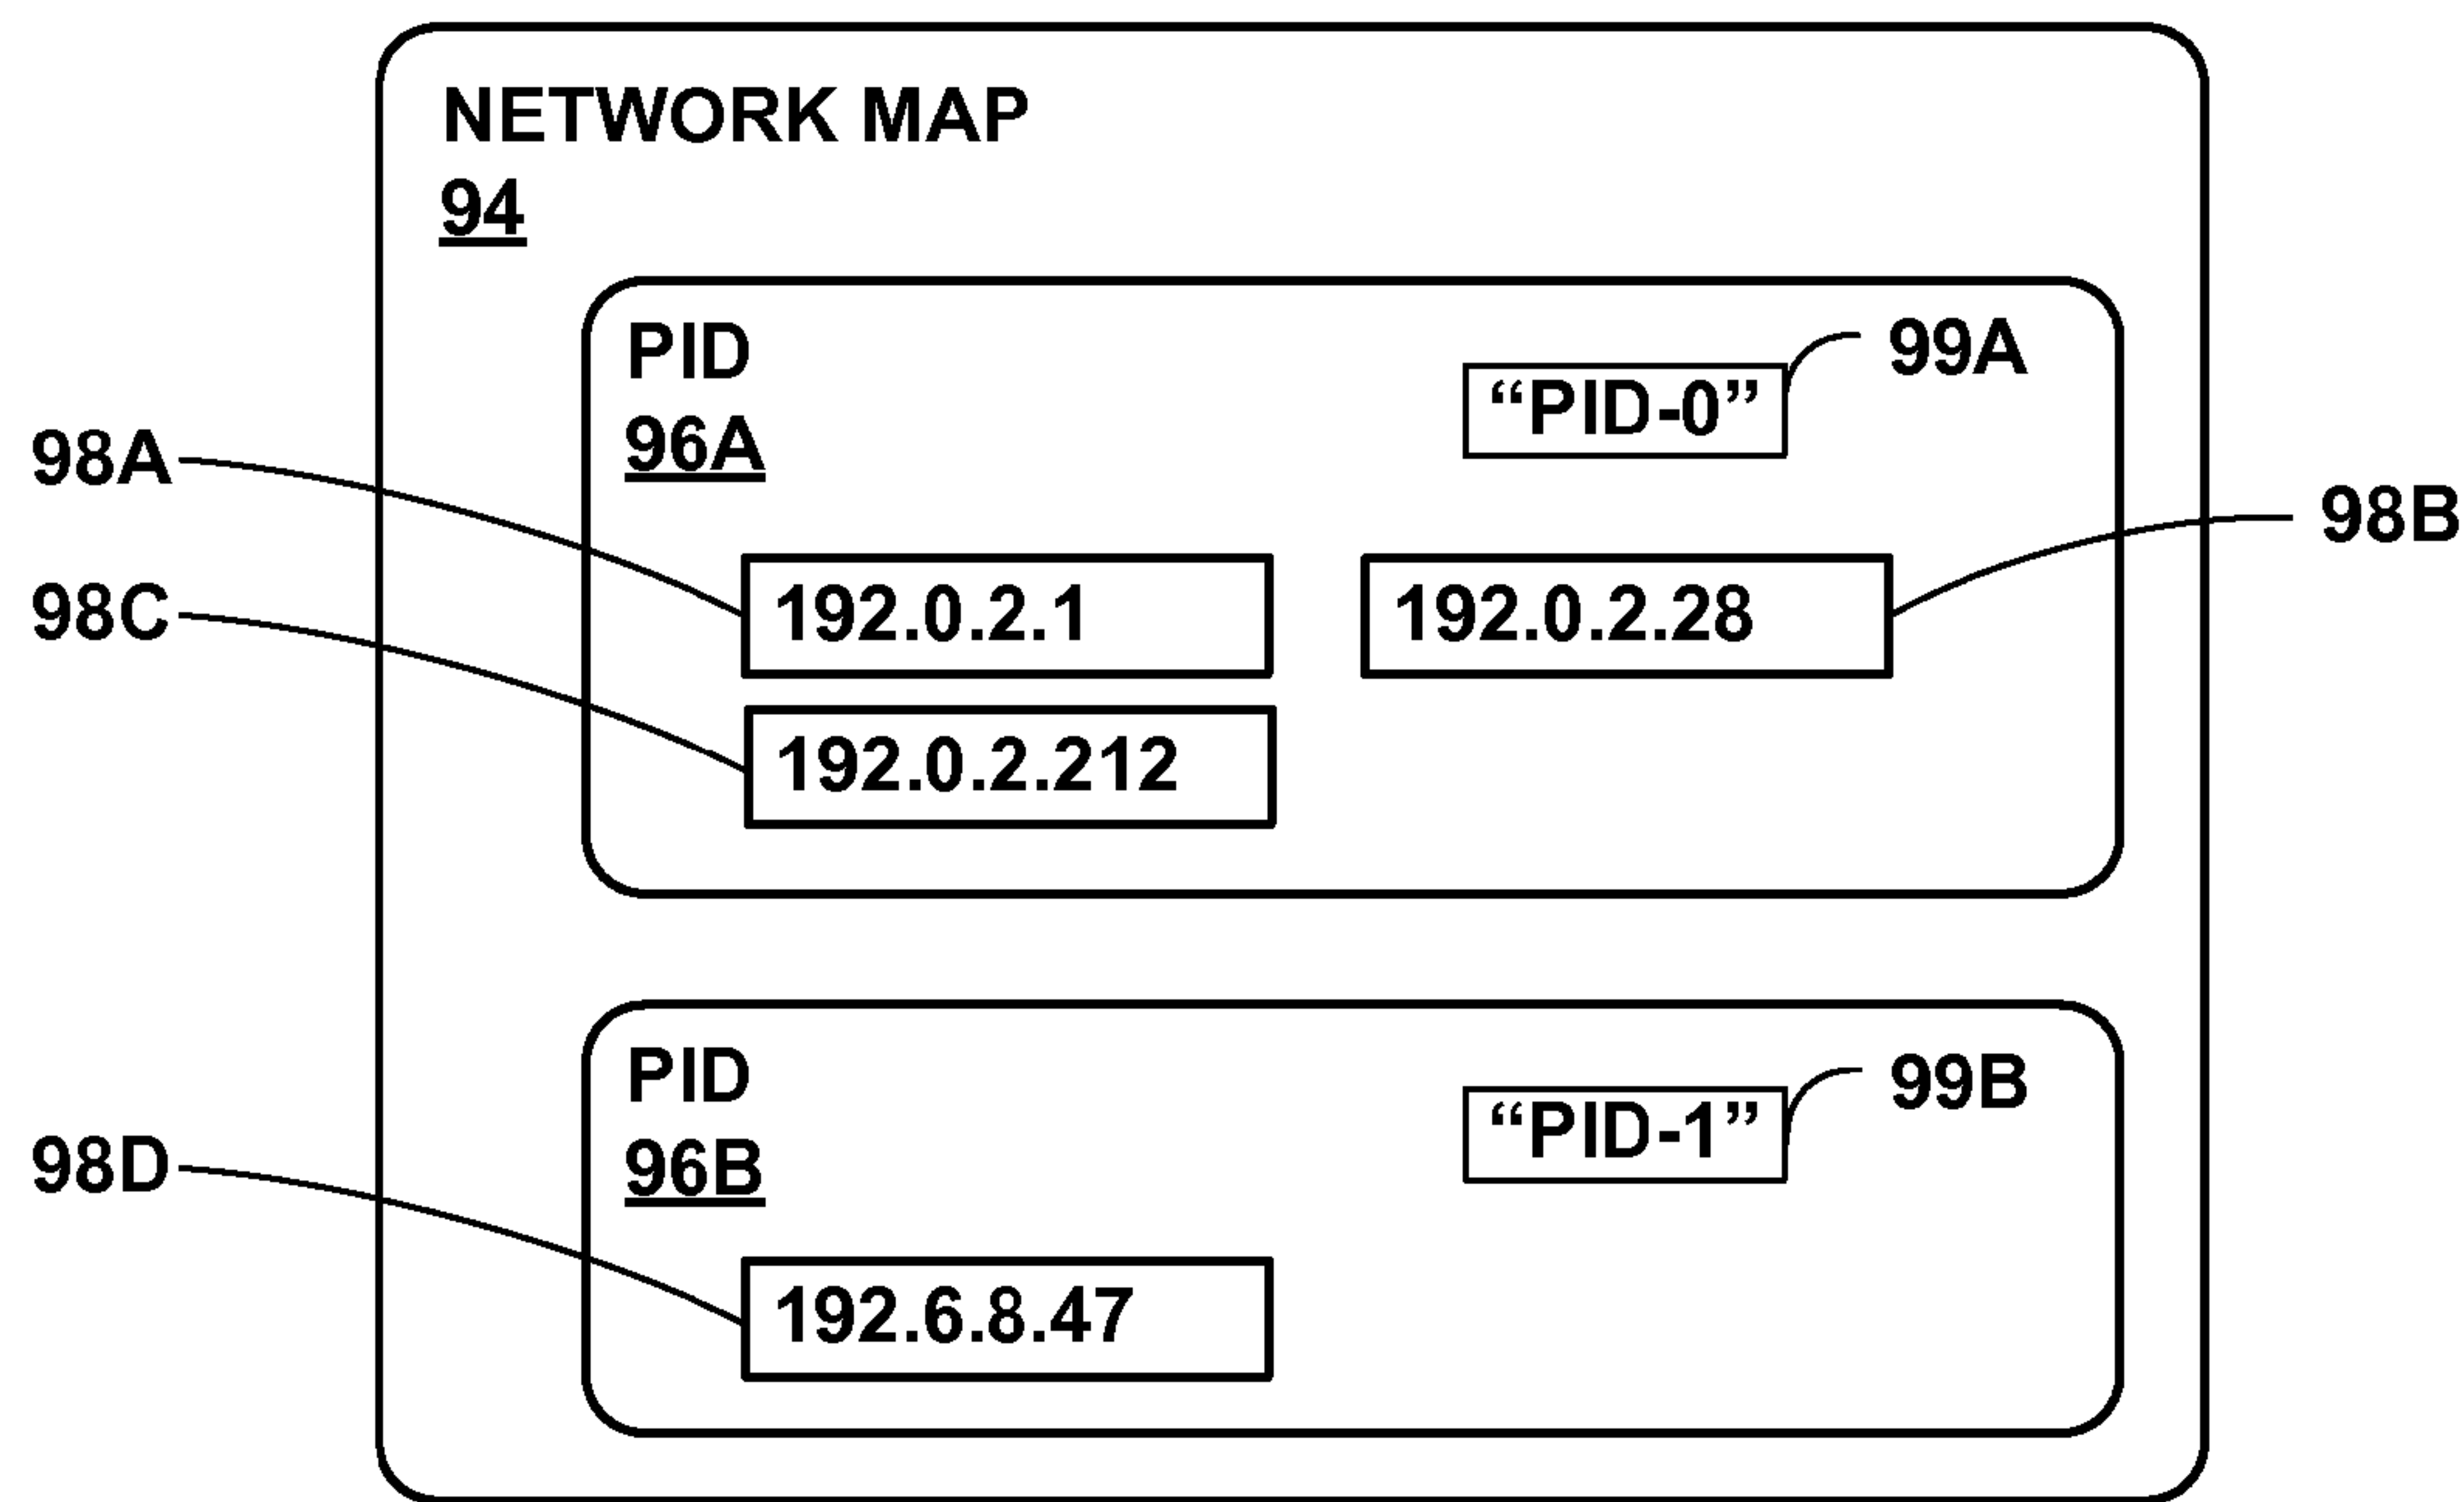 NETWORK MAP
94
PID
96A
“PID-0”
99A
98A
98B
192.0.2.1
192.0.2.28
98C
192.0.2.212
PID
96B
“PID-1”
99B
98D
192.6.8.47